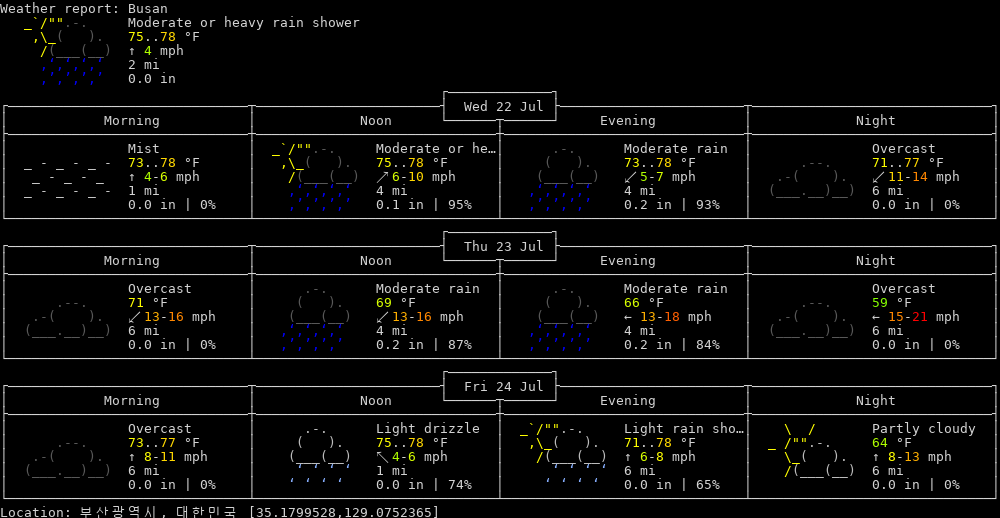 Weather report: Busan
Moderate or heavy rain shower
75..78 °F
↑ 4 mph
2 mi
0.0 in
Wed 22 Jul
Morning Noon Evening Night
Mist Moderate or he… Moderate rain Overcast
73..78 °F 75..78 °F 73..78 °F 71..77 °F
↑ 4-6 mph ↗ 6-10 mph ↙ 5-7 mph ↙ 11-14 mph
1 mi 4 mi 4 mi 6 mi
0.0 in | 0% 0.1 in | 95% 0.2 in | 93% 0.0 in | 0%
Thu 23 Jul
Morning Noon Evening Night
Overcast Moderate rain Moderate rain Overcast
71 °F 69 °F 66 °F 59 °F
↙ 13-16 mph ↙ 13-16 mph ← 13-18 mph ← 15-21 mph
6 mi 4 mi 4 mi 6 mi
0.0 in | 0% 0.2 in | 87% 0.2 in | 84% 0.0 in | 0%
Fri 24 Jul
Morning Noon Evening Night
Overcast Light drizzle Light rain sho… Partly cloudy
73..77 °F 75..78 °F 71..78 °F 64 °F
↑ 8-11 mph ↖ 4-6 mph ↑ 6-8 mph ↑ 8-13 mph
6 mi 1 mi 6 mi 6 mi
0.0 in | 0% 0.0 in | 74% 0.0 in | 65% 0.0 in | 0%
Location: 부산광역시, 대한민국 [35.1799528,129.0752365]